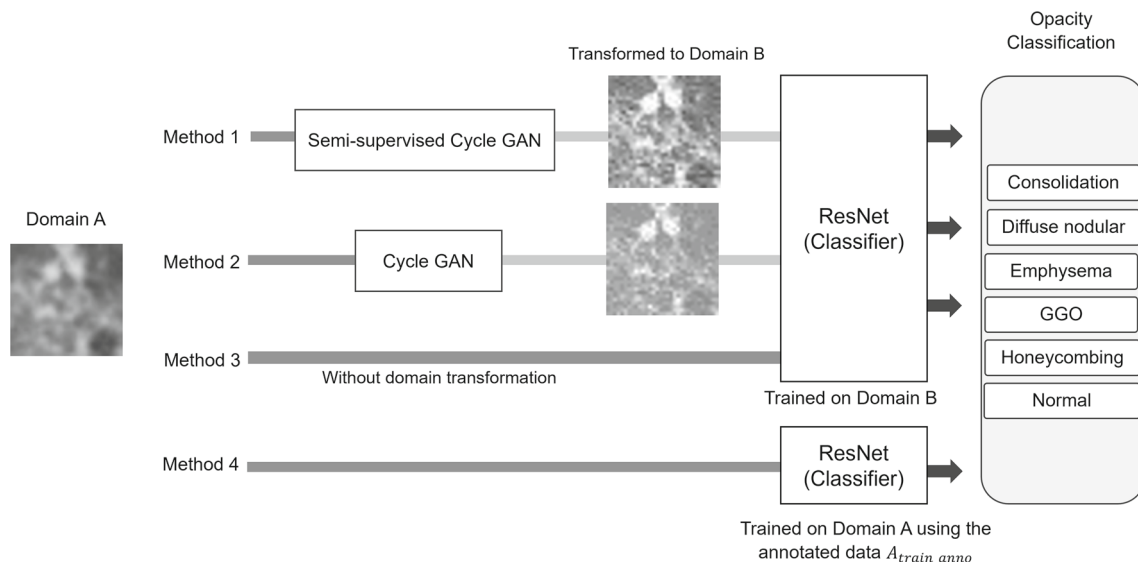 Opacity
Classification
Transformed to Domain B
Method 1
Semi-supervised Cycle GAN
Consolidation
Domain A
ResNet
(Classifier)
Diffuse nodular
Method 2
Cycle GAN
Emphysema
GGO
Method 3
Honeycombing
Without domain transformation
Trained on Domain B
Normal
Method 4
ResNet
(Classifier)
Trained on Domain A using the
annotated data A_train_anno